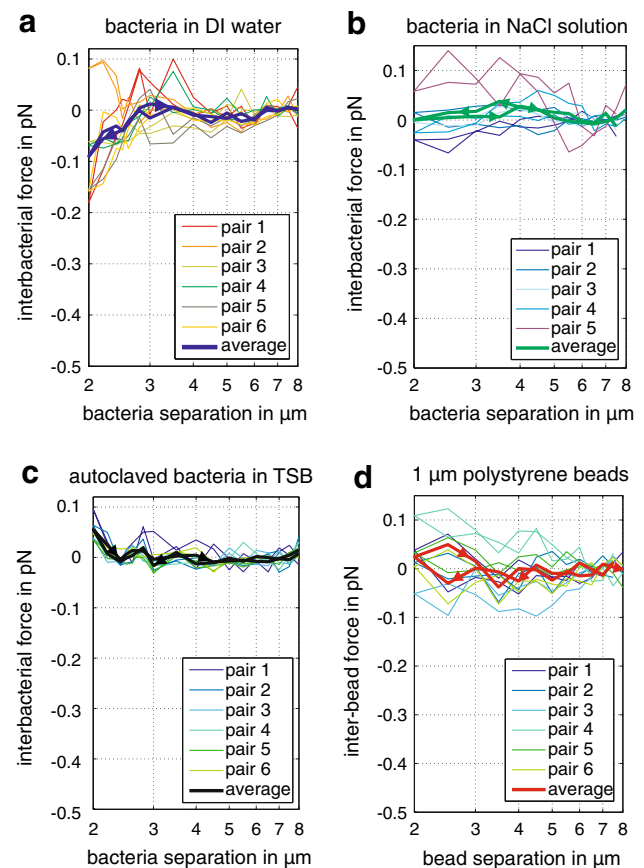 a
bacteria in DI water
interbacterial force in pN
0.1
0
-0.1
-0.2
-0.3
-0.4
-0.5
pair 1
pair 2
pair 3
pair 4
pair 5
pair 6
average
2 3 4 5 6 7 8
bacteria separation in µm
b
bacteria in NaCl solution
interbacterial force in pN
0.1
0
-0.1
-0.2
-0.3
-0.4
-0.5
pair 1
pair 2
pair 3
pair 4
pair 5
average
2 3 4 5 6 7 8
bacteria separation in µm
c
autoclaved bacteria in TSB
interbacterial force in pN
0.1
0
-0.1
-0.2
-0.3
-0.4
-0.5
pair 1
pair 2
pair 3
pair 4
pair 5
pair 6
average
2 3 4 5 6 7 8
bacteria separation in µm
d
1 µm polystyrene beads
inter-bead force in pN
0.1
0
-0.1
-0.2
-0.3
-0.4
-0.5
pair 1
pair 2
pair 3
pair 4
pair 5
pair 6
average
2 3 4 5 6 7 8
bead separation in µm